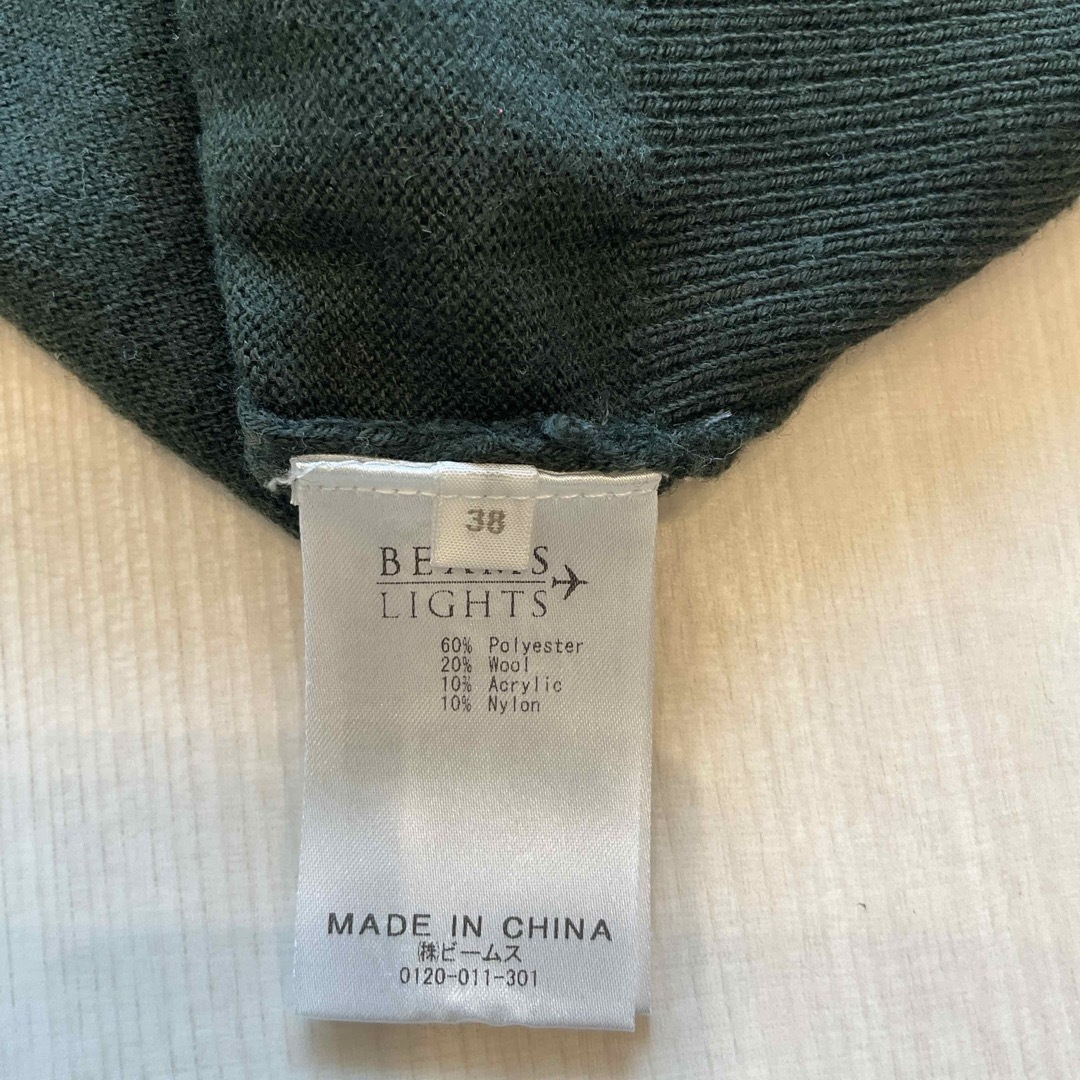 38
BEAMS
LIGHTS
60% Polyester
20% Wool
10% Acrylic
10% Nylon
MADE IN CHINA
㈱ビームス
0120-011-301